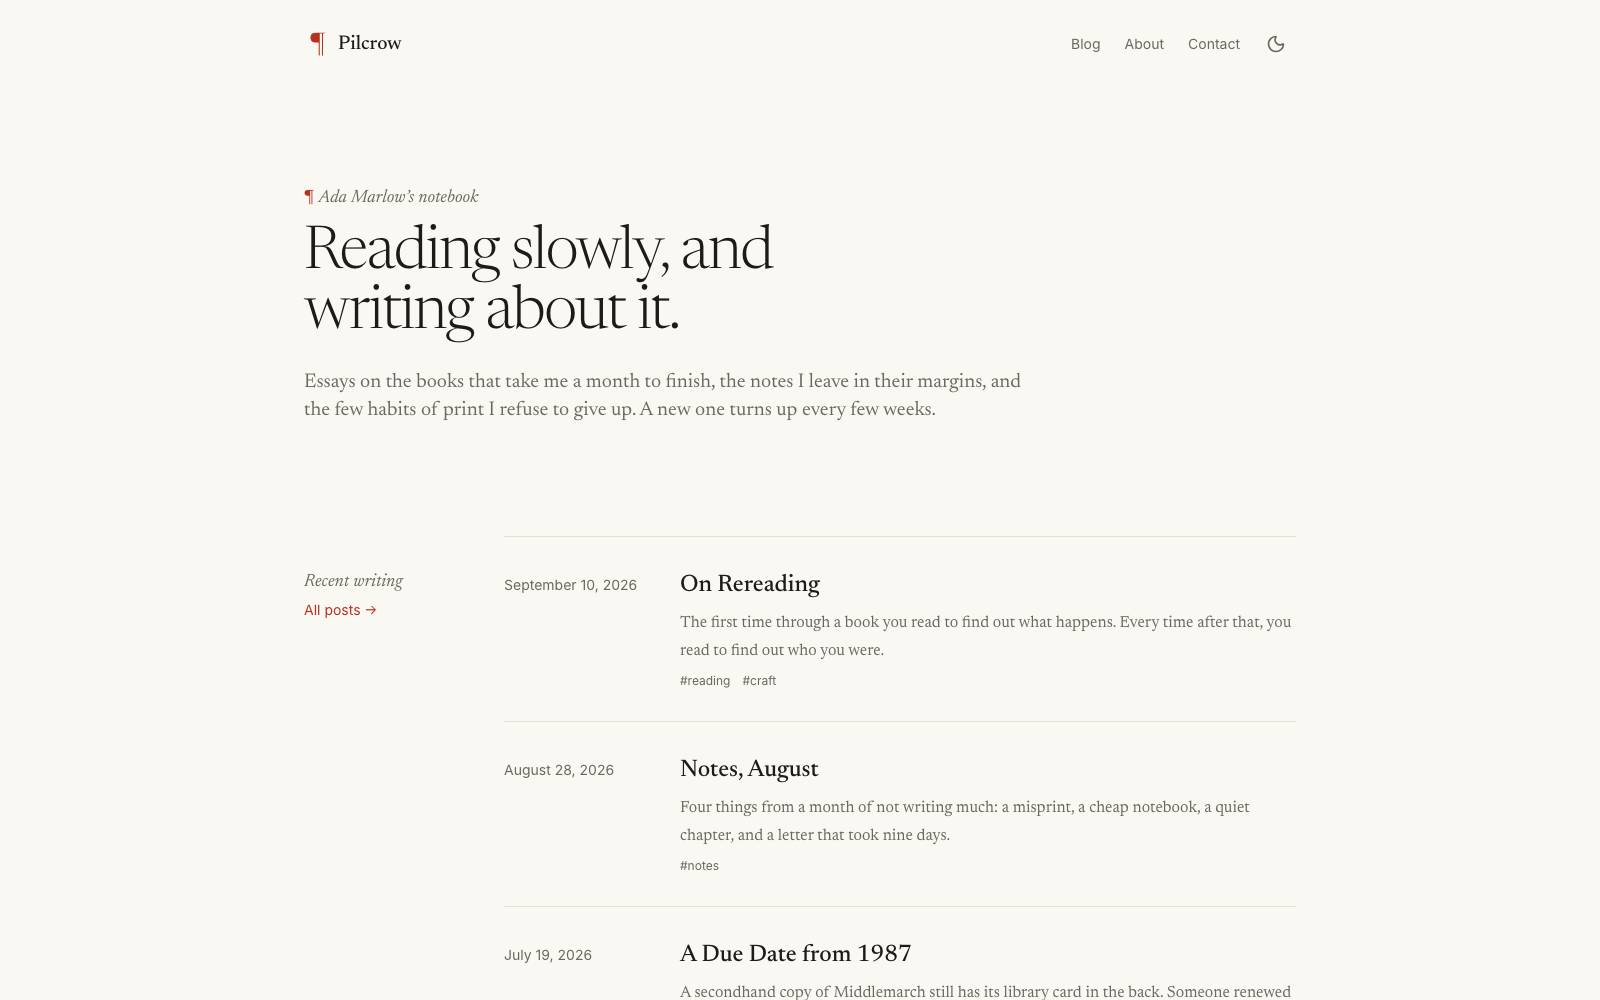 ¶ Pilcrow
Blog About Contact
¶ Ada Marlow’s notebook
Reading slowly, and
writing about it.
Essays on the books that take me a month to finish, the notes I leave in their margins, and
the few habits of print I refuse to give up. A new one turns up every few weeks.
Recent writing
All posts →
September 10, 2026
On Rereading
The first time through a book you read to find out what happens. Every time after that, you
read to find out who you were.
#reading #craft
August 28, 2026
Notes, August
Four things from a month of not writing much: a misprint, a cheap notebook, a quiet
chapter, and a letter that took nine days.
#notes
July 19, 2026
A Due Date from 1987
A secondhand copy of Middlemarch still has its library card in the back. Someone renewed